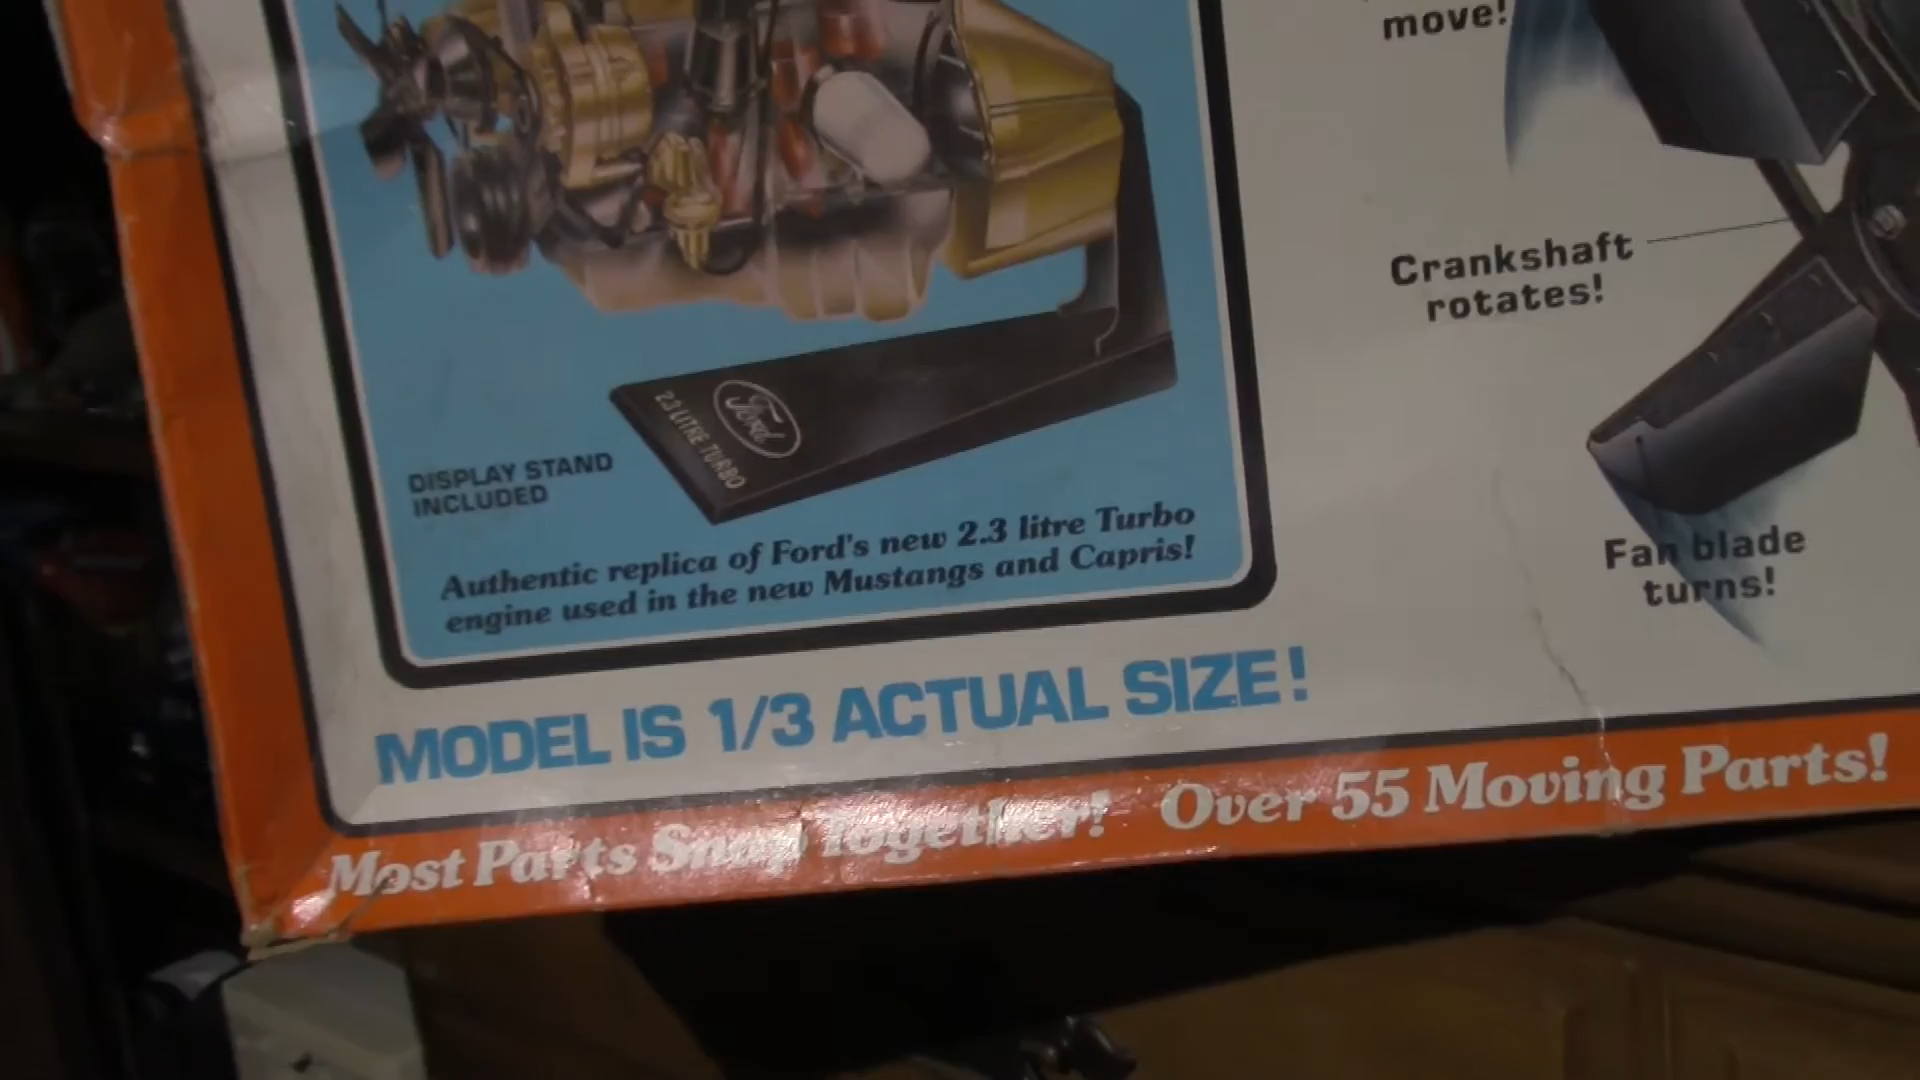 move!
Crankshaft
rotates!
Ford
2.3 LITRE TURBO
DISPLAY STAND
INCLUDED
Authentic replica of Ford's new 2.3 litre Turbo
engine used in the new Mustangs and Capris!
Fan blade
turns!
MODEL IS 1/3 ACTUAL SIZE!
Most Parts Snap Together! Over 55 Moving Parts!